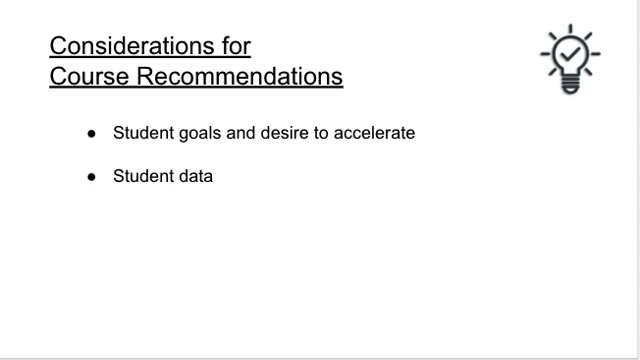 Considerations for
Course Recommendations
● Student goals and desire to accelerate
● Student data